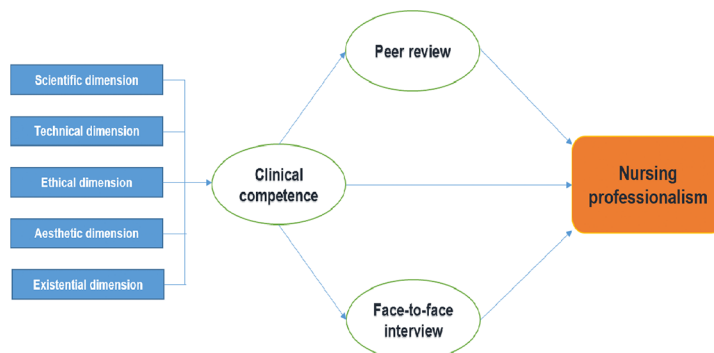 Peer review
Scientific dimension
Technical dimension
Ethical dimension
Aesthetic dimension
Existential dimension
Clinical
competence
Nursing
professionalism
Face-to-face
interview